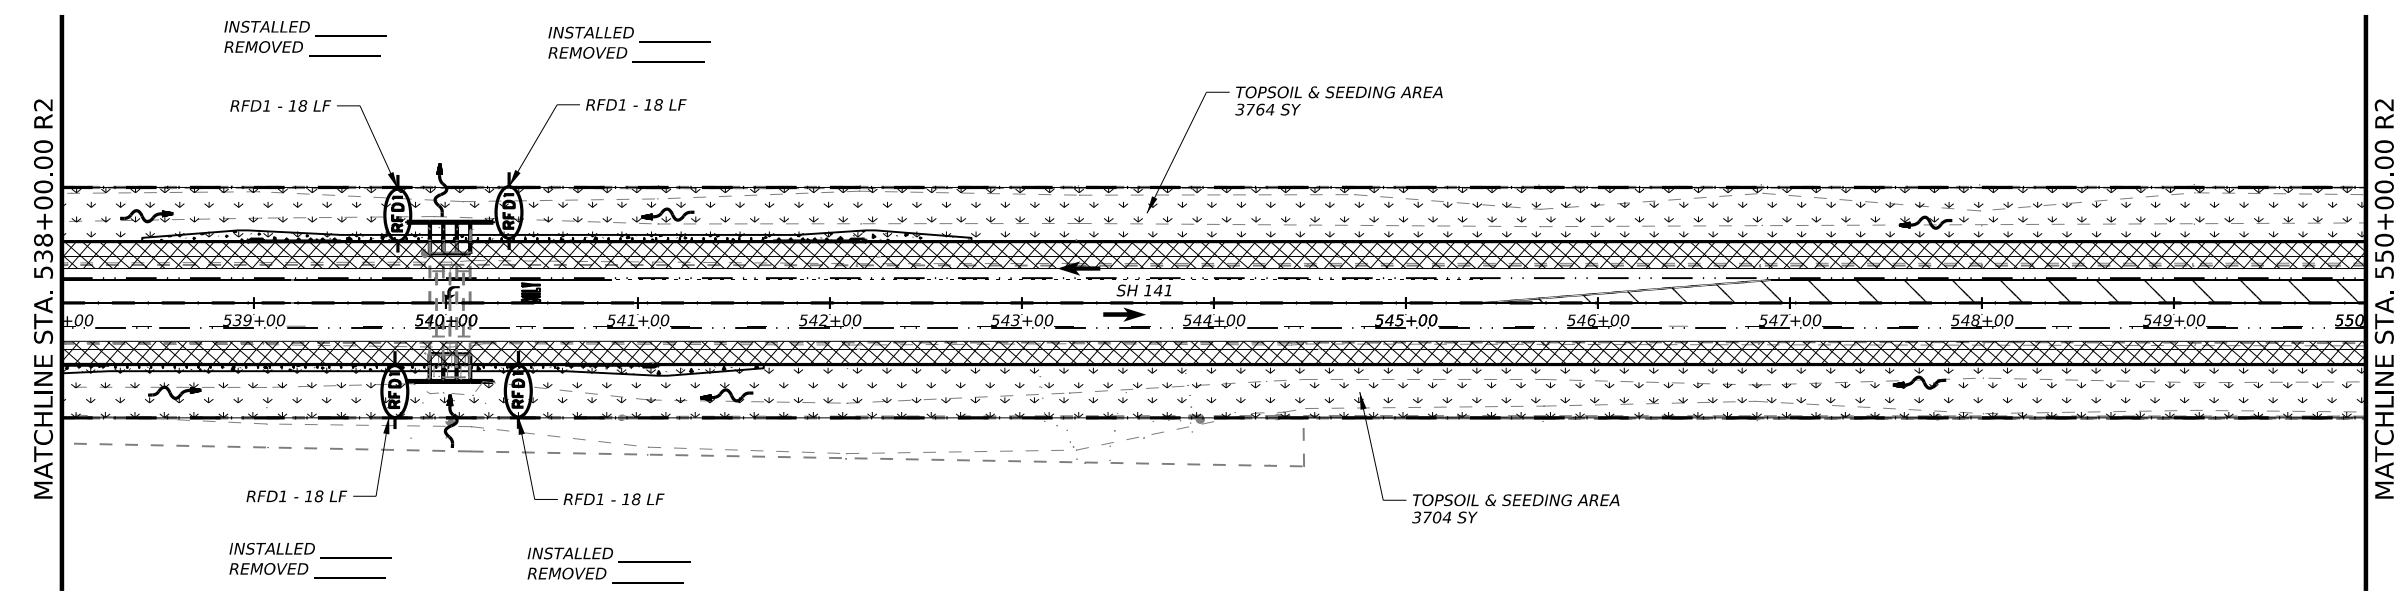 INSTALLED
REMOVED
INSTALLED
REMOVED
RFD1 - 18 LF
RFD1 - 18 LF
TOPSOIL & SEEDING AREA
3764 SY
MATCHLINE STA. 538+00.00 R2
MATCHLINE STA. 550+00.00 R2
RFD1
RFD1
ONLY
SH 141
+00
539+00
540+00
541+00
542+00
543+00
544+00
545+00
546+00
547+00
548+00
549+00
550
RFD1
RFD1
RFD1 - 18 LF
RFD1 - 18 LF
TOPSOIL & SEEDING AREA
3704 SY
INSTALLED
REMOVED
INSTALLED
REMOVED